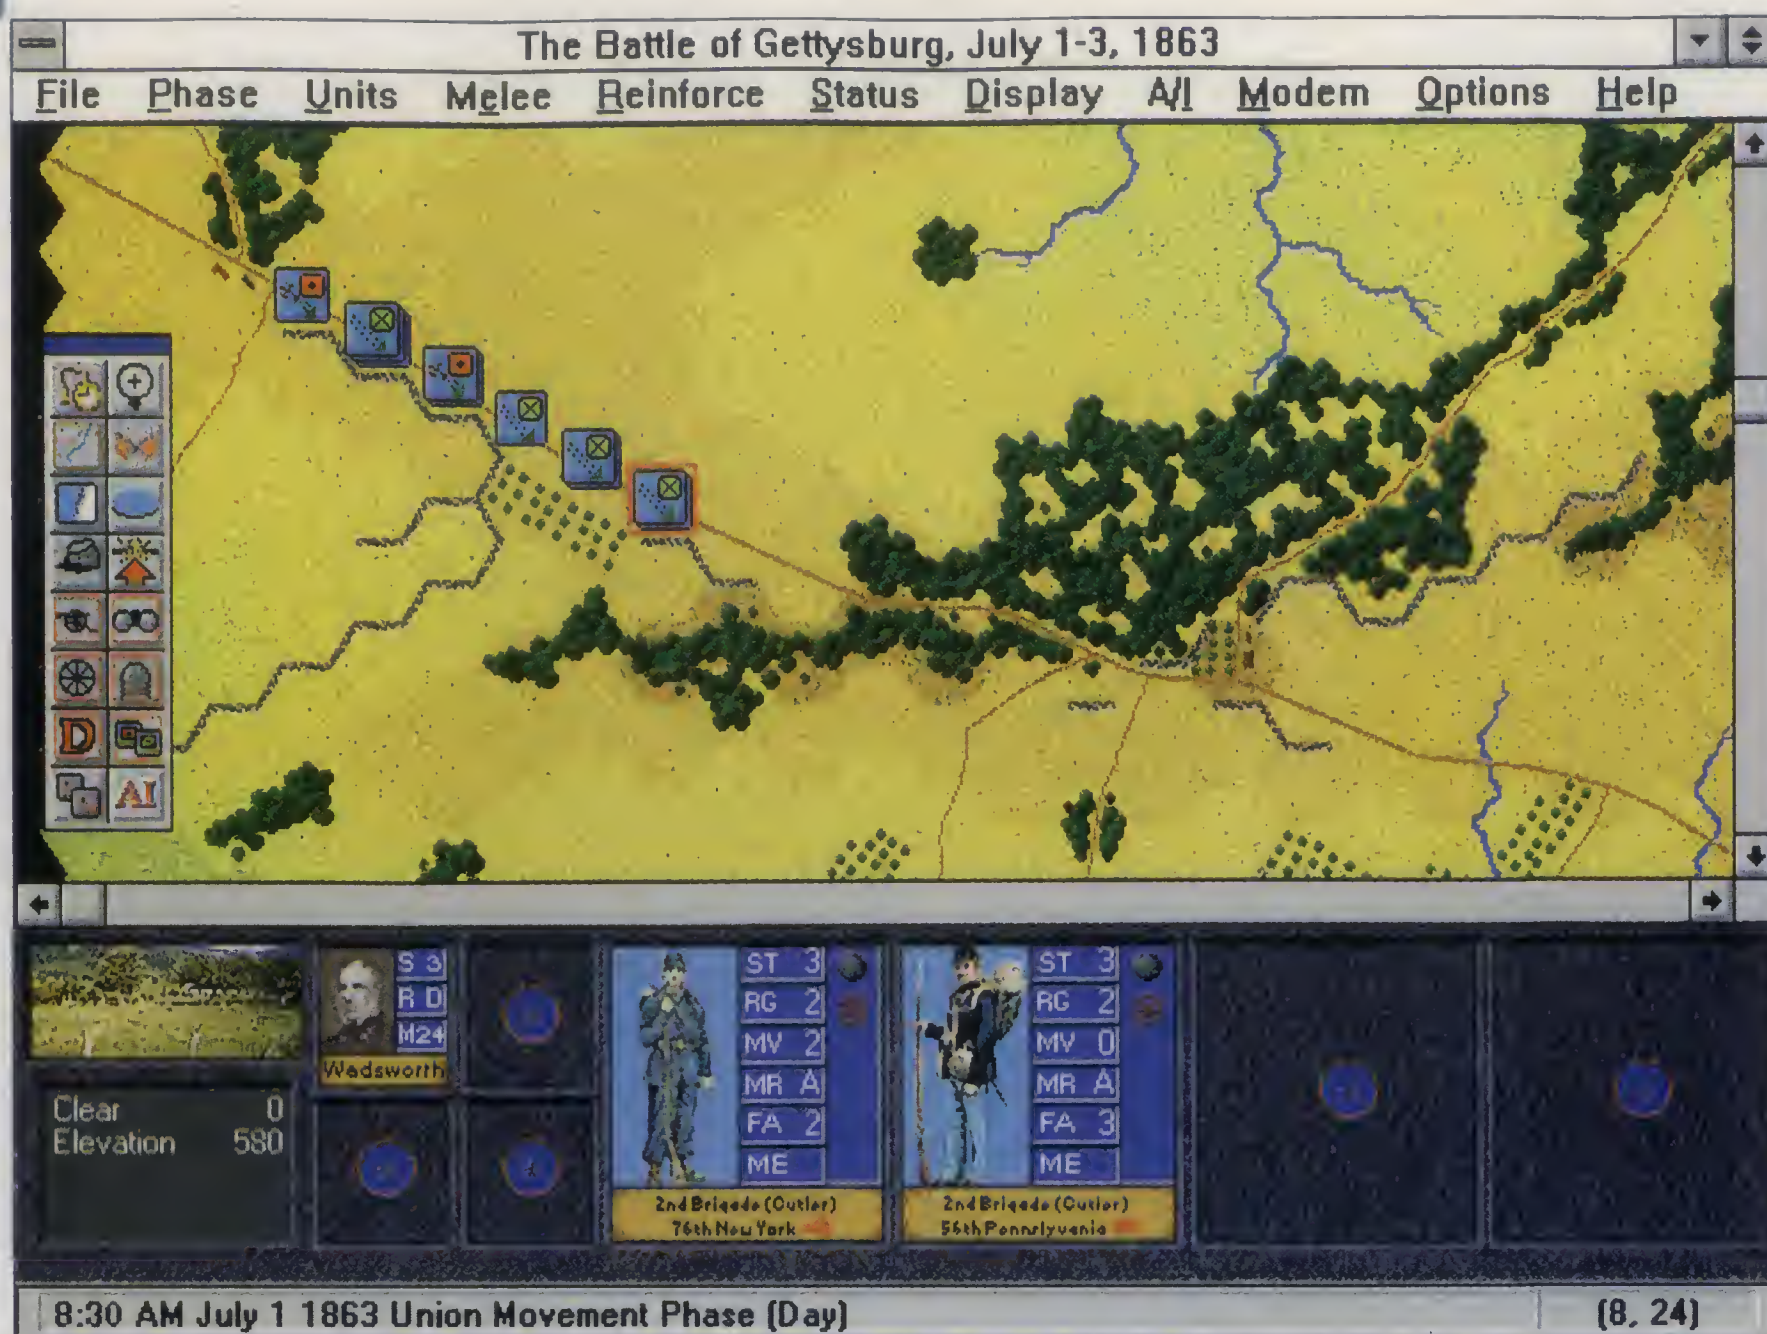 The Battle of Gettysburg, July 1-3, 1863
File Phase Units Melee Reinforce Status Display A/I Modem Options Help
D
AI
S 3
R D
M24
Wadsworth
Clear 0
Elevation 580
ST 3
RG 2
MV 2
MR A
FA 2
ME
2nd Brigade (Cutler)
76th New York
ST 3
RG 2
MV 0
MR A
FA 3
ME
2nd Brigade (Cutler)
56th Pennslyvania
8:30 AM July 1 1863 Union Movement Phase (Day) (8, 24)